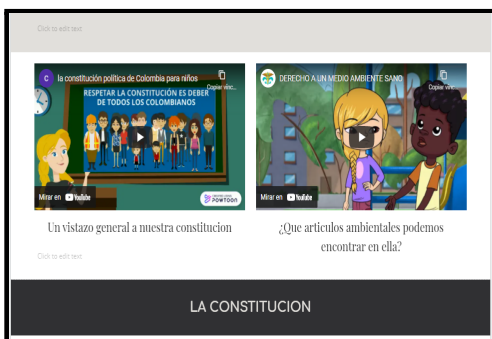 Click to edit text
c la constitución política de Colombia para niños
Copiar vinc...
RESPETAR LA CONSTITUCIÓN ES DEBER
DE TODOS LOS COLOMBIANOS
Mirar en YouTube
POWTOON
DERECHO A UN MEDIO AMBIENTE SANO
Copiar vinc...
Mirar en YouTube
Un vistazo general a nuestra constitucion
¿Que articulos ambientales podemos
encontrar en ella?
Click to edit text
LA CONSTITUCION